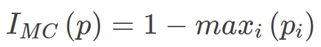 I_{MC}(p) = 1 - max_i(p_i)